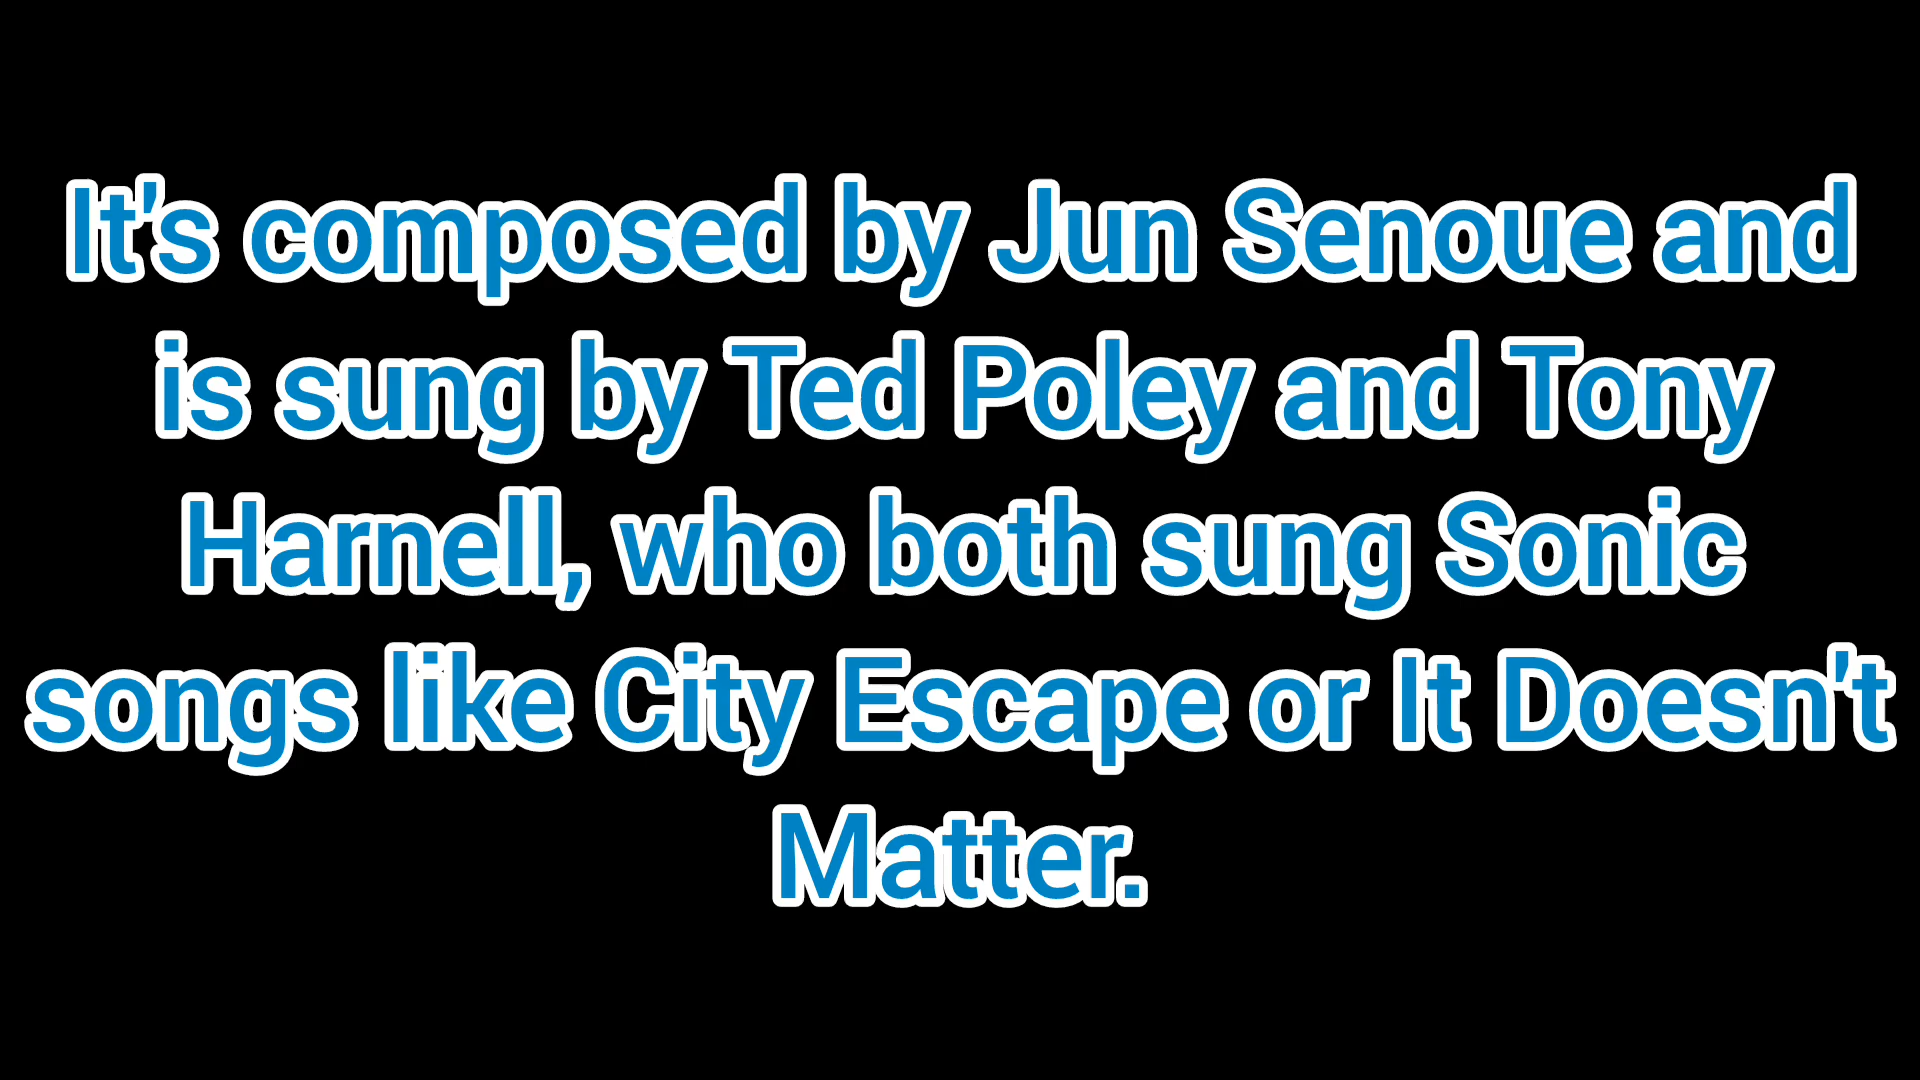 It's composed by Jun Senoue and
is sung by Ted Poley and Tony
Harnell, who both sung Sonic
songs like City Escape or It Doesn't
Matter.